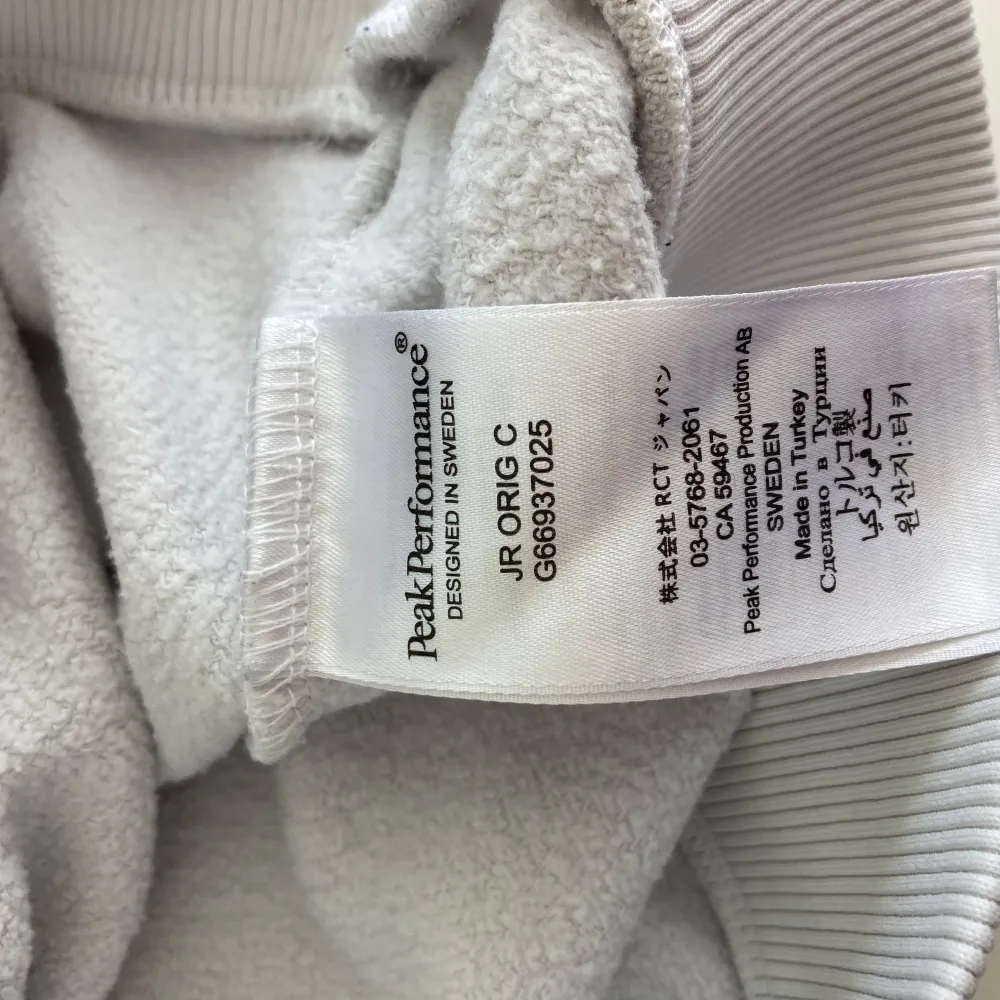 PeakPerformance®
DESIGNED IN SWEDEN
JR ORIG C
G66937025
株式会社 RCT ジャパン
03-5768-2061
CA 59467
Peak Performance Production AB
SWEDEN
Made in Turkey
Сделано в Турции
トルコ製
صنع في تركيا
원산지:터키